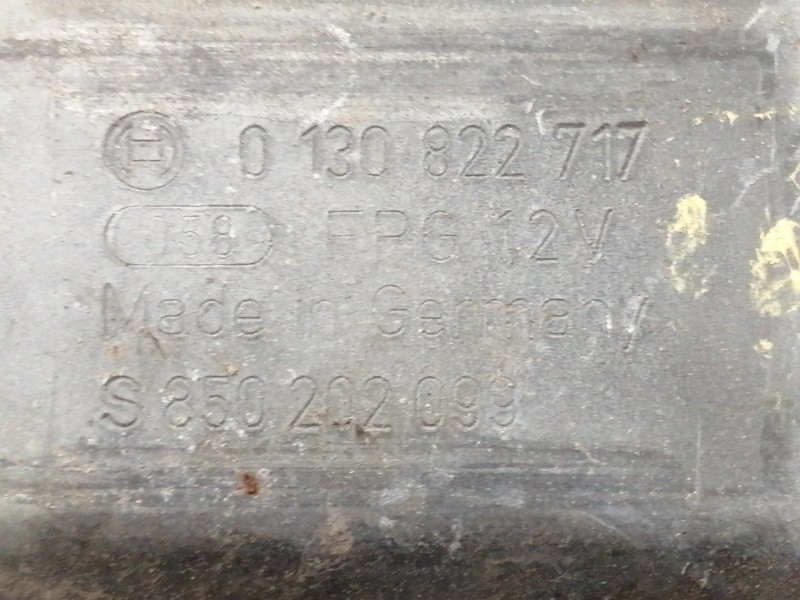 0 130 822 717
058 FPG 12V
Made in Germany
S 850 202 099